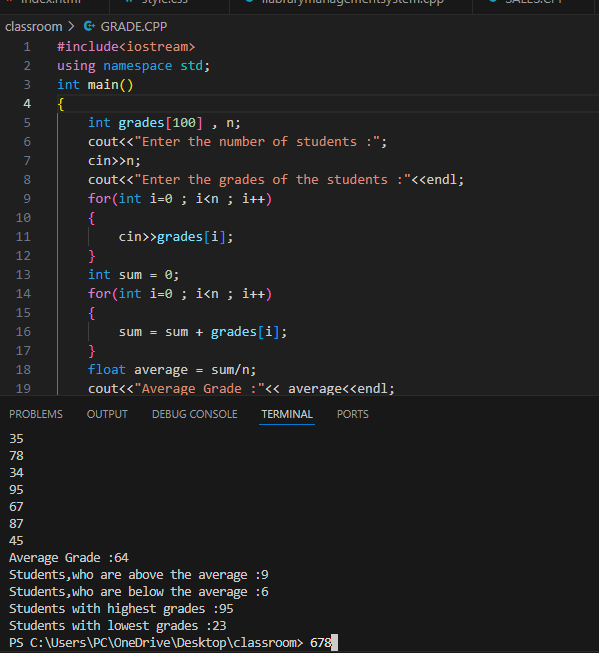 index.html style.css librarymanagementsystem.cpp SALES.CPP
classroom > GRADE.CPP
1 #include<iostream>
2 using namespace std;
3 int main()
4 {
5 int grades[100] , n;
6 cout<<"Enter the number of students :";
7 cin>>n;
8 cout<<"Enter the grades of the students :"<<endl;
9 for(int i=0 ; i<n ; i++)
10 {
11 cin>>grades[i];
12 }
13 int sum = 0;
14 for(int i=0 ; i<n ; i++)
15 {
16 sum = sum + grades[i];
17 }
18 float average = sum/n;
19 cout<<"Average Grade :"<< average<<endl;
PROBLEMS OUTPUT DEBUG CONSOLE TERMINAL PORTS
35
78
34
95
67
87
45
Average Grade :64
Students,who are above the average :9
Students,who are below the average :6
Students with highest grades :95
Students with lowest grades :23
PS C:\Users\PC\OneDrive\Desktop\classroom> 678